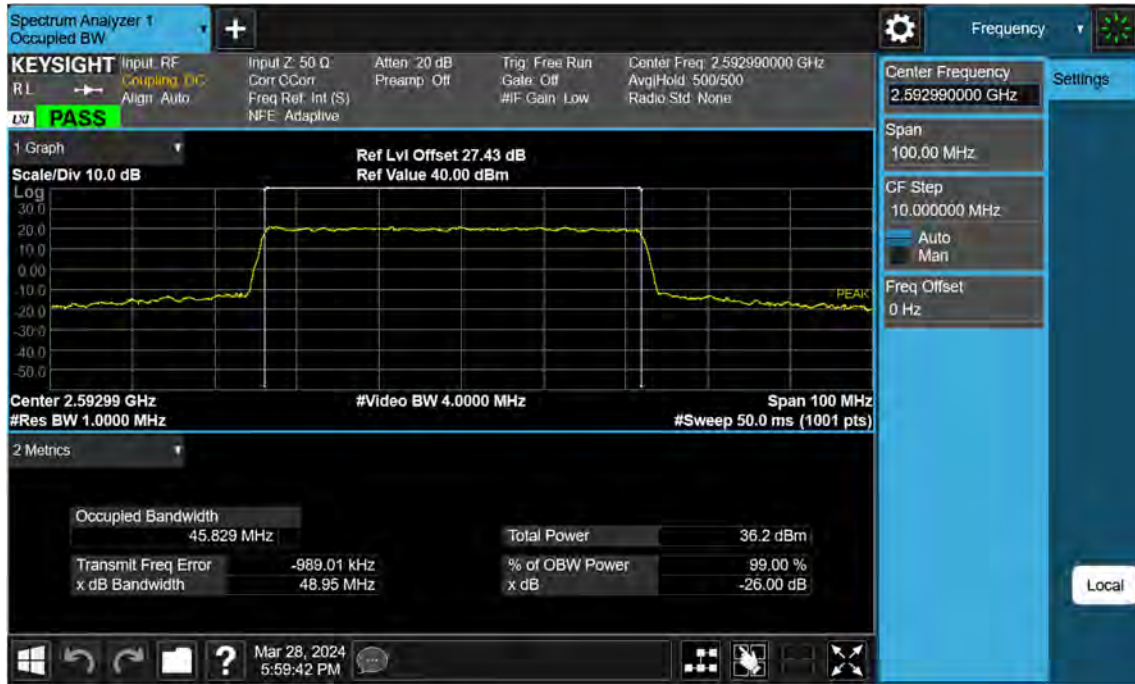 Spectrum Analyzer 1
Occupied BW
+
Frequency
KEYSIGHT
R L
LXI PASS
Input: RF
Coupling: DC
Align: Auto
Input Z: 50 Ω
Corr CCorr
Freq Ref: Int (S)
NFE: Adaptive
Atten: 20 dB
Preamp: Off
Trig: Free Run
Gate: Off
#IF Gain: Low
Center Freq: 2.592990000 GHz
Avg|Hold: 500/500
Radio Std: None
Center Frequency
2.592990000 GHz
Settings
Span
100.00 MHz
CF Step
10.000000 MHz
Auto
Man
Freq Offset
0 Hz
1 Graph
Ref Lvl Offset 27.43 dB
Scale/Div 10.0 dB
Ref Value 40.00 dBm
Log
30.0
20.0
10.0
0.00
-10.0
-20.0
-30.0
-40.0
-50.0
PEAK
Center 2.59299 GHz
#Video BW 4.0000 MHz
Span 100 MHz
#Res BW 1.0000 MHz
#Sweep 50.0 ms (1001 pts)
2 Metrics
Occupied Bandwidth
45.829 MHz
Total Power 36.2 dBm
Transmit Freq Error -989.01 kHz
% of OBW Power 99.00 %
x dB Bandwidth 48.95 MHz
x dB -26.00 dB
Local
?
Mar 28, 2024
5:59:42 PM